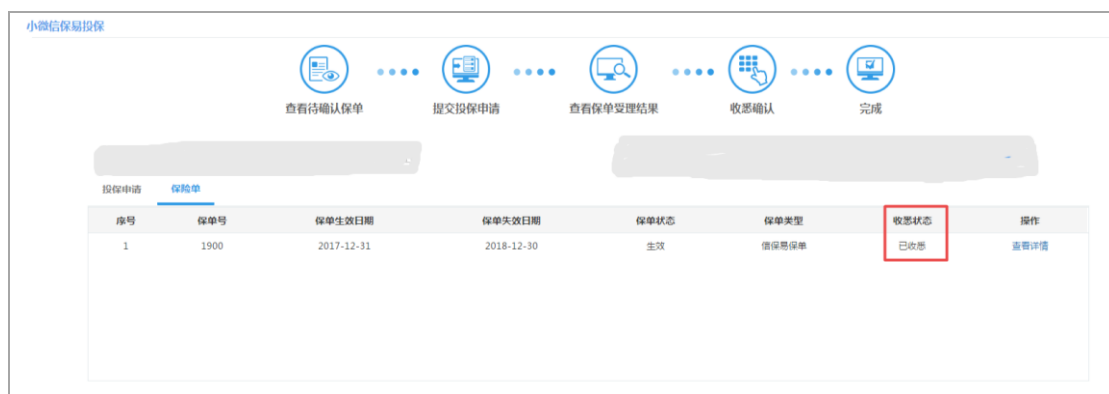 小微信保易投保
查看待确认保单 提交投保申请 查看保单受理结果 收悉确认 完成
投保申请 保险单
序号 保单号 保单生效日期 保单失效日期 保单状态 保单类型 收悉状态 操作
1 1900 2017-12-31 2018-12-30 生效 信保易保单 已收悉 查看详情